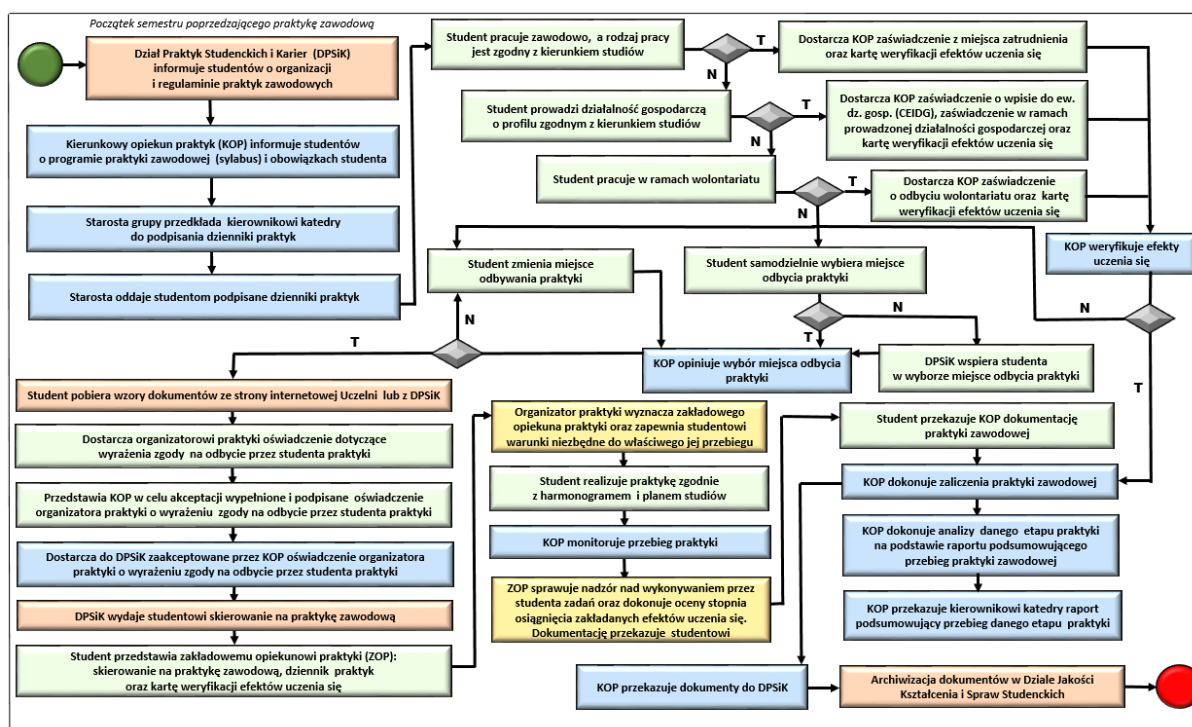 Początek semestru poprzedzającego praktykę zawodową
Dział Praktyk Studenckich i Karier (DPSiK)
informuje studentów o organizacji
i regulaminie praktyk zawodowych
Kierunkowy opiekun praktyk (KOP) informuje studentów
o programie praktyki zawodowej (sylabus) i obowiązkach studenta
Starosta grupy przedkłada kierownikowi katedry
do podpisania dzienniki praktyk
Starosta oddaje studentom podpisane dzienniki praktyk
Student pracuje zawodowo, a rodzaj pracy
jest zgodny z kierunkiem studiów
T
N
Dostarcza KOP zaświadczenie z miejsca zatrudnienia
oraz kartę weryfikacji efektów uczenia się
Student prowadzi działalność gospodarczą
o profilu zgodnym z kierunkiem studiów
T
N
Dostarcza KOP zaświadczenie o wpisie do ew.
dz. gosp. (CEIDG), zaświadczenie w ramach
prowadzonej działalności gospodarczej oraz
kartę weryfikacji efektów uczenia się
Student pracuje w ramach wolontariatu
T
N
Dostarcza KOP zaświadczenie
o odbyciu wolontariatu oraz kartę
weryfikacji efektów uczenia się
KOP weryfikuje efekty
uczenia się
N
T
Student zmienia miejsce
odbywania praktyki
Student samodzielnie wybiera miejsce
odbycia praktyki
N
T
DPSiK wspiera studenta
w wyborze miejsce odbycia praktyki
KOP opiniuje wybór miejsca odbycia
praktyki
N
T
Student pobiera wzory dokumentów ze strony internetowej Uczelni lub z DPSiK
Dostarcza organizatorowi praktyki oświadczenie dotyczące
wyrażenia zgody na odbycie przez studenta praktyki
Przedstawia KOP w celu akceptacji wypełnione i podpisane oświadczenie
organizatora praktyki o wyrażeniu zgody na odbycie przez studenta praktyki
Dostarcza do DPSiK zaakceptowane przez KOP oświadczenie organizatora
praktyki o wyrażeniu zgody na odbycie przez studenta praktyki
DPSiK wydaje studentowi skierowanie na praktykę zawodową
Student przedstawia zakładowemu opiekunowi praktyki (ZOP):
skierowanie na praktykę zawodową, dziennik praktyk
oraz kartę weryfikacji efektów uczenia się
Organizator praktyki wyznacza zakładowego
opiekuna praktyki oraz zapewnia studentowi
warunki niezbędne do właściwego jej przebiegu
Student realizuje praktykę zgodnie
z harmonogramem i planem studiów
KOP monitoruje przebieg praktyki
ZOP sprawuje nadzór nad wykonywaniem przez
studenta zadań oraz dokonuje oceny stopnia
osiągnięcia zakładanych efektów uczenia się.
Dokumentację przekazuje studentowi
Student przekazuje KOP dokumentację
praktyki zawodowej
KOP dokonuje zaliczenia praktyki zawodowej
KOP dokonuje analizy danego etapu praktyki
na podstawie raportu podsumowującego
przebieg praktyki zawodowej
KOP przekazuje kierownikowi katedry raport
podsumowujący przebieg danego etapu praktyki
KOP przekazuje dokumenty do DPSiK
Archiwizacja dokumentów w Dziale Jakości
Kształcenia i Spraw Studenckich